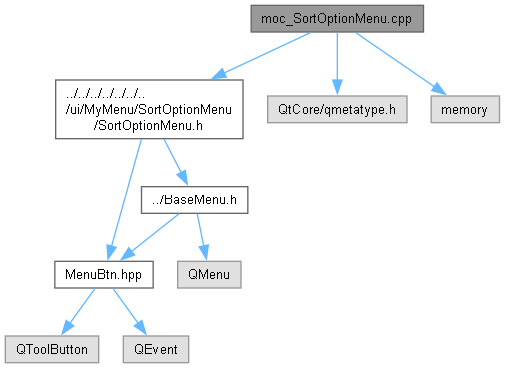 moc_SortOptionMenu.cpp
../../../../../../..
/ui/MyMenu/SortOptionMenu
/SortOptionMenu.h
QtCore/qmetatype.h
memory
../BaseMenu.h
MenuBtn.hpp
QMenu
QToolButton
QEvent